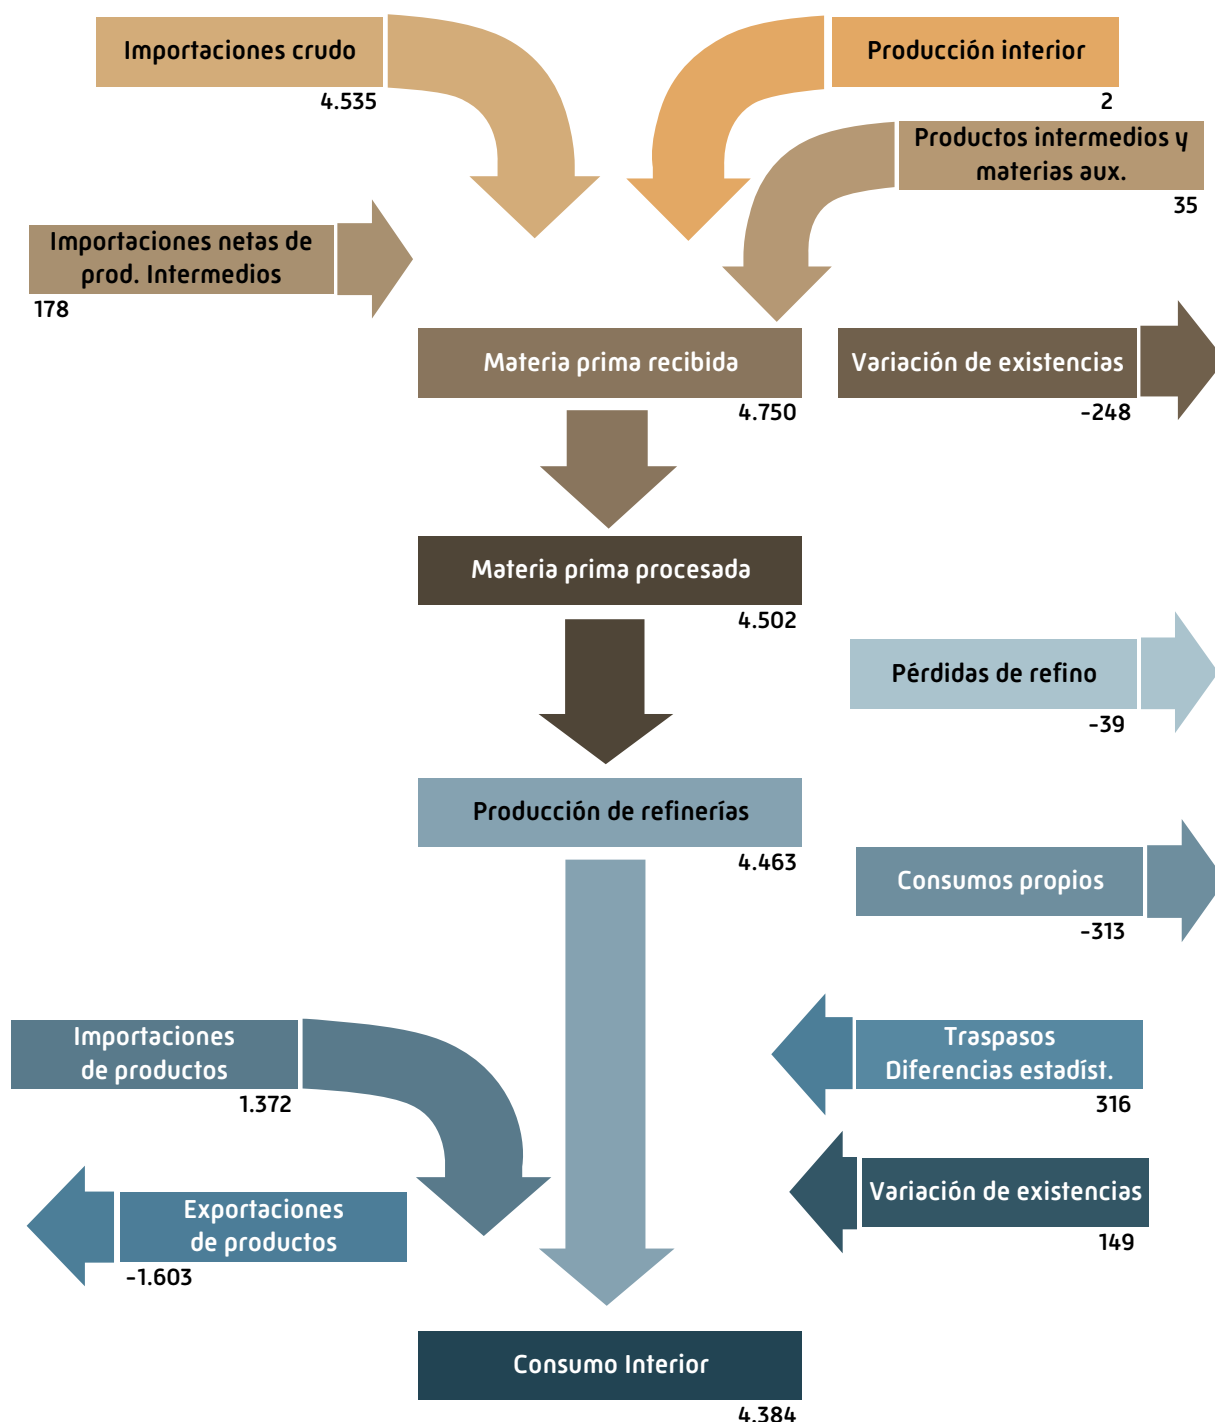 Importaciones crudo
4.535
Producción interior
2
Productos intermedios y
materias aux.
35
Importaciones netas de
prod. Intermedios
178
Materia prima recibida
4.750
Variación de existencias
-248
Materia prima procesada
4.502
Pérdidas de refino
-39
Producción de refinerías
4.463
Consumos propios
-313
Importaciones
de productos
1.372
Traspasos
Diferencias estadíst.
316
Variación de existencias
149
Exportaciones
de productos
-1.603
Consumo Interior
4.384